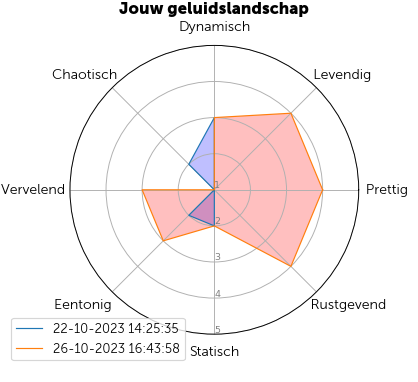 Jouw geluidslandschap
Dynamisch
Chaotisch
Levendig
Vervelend
1
Prettig
2
3
Eentonig
4
Rustgevend
5
22-10-2023 14:25:35
26-10-2023 16:43:58
Statisch